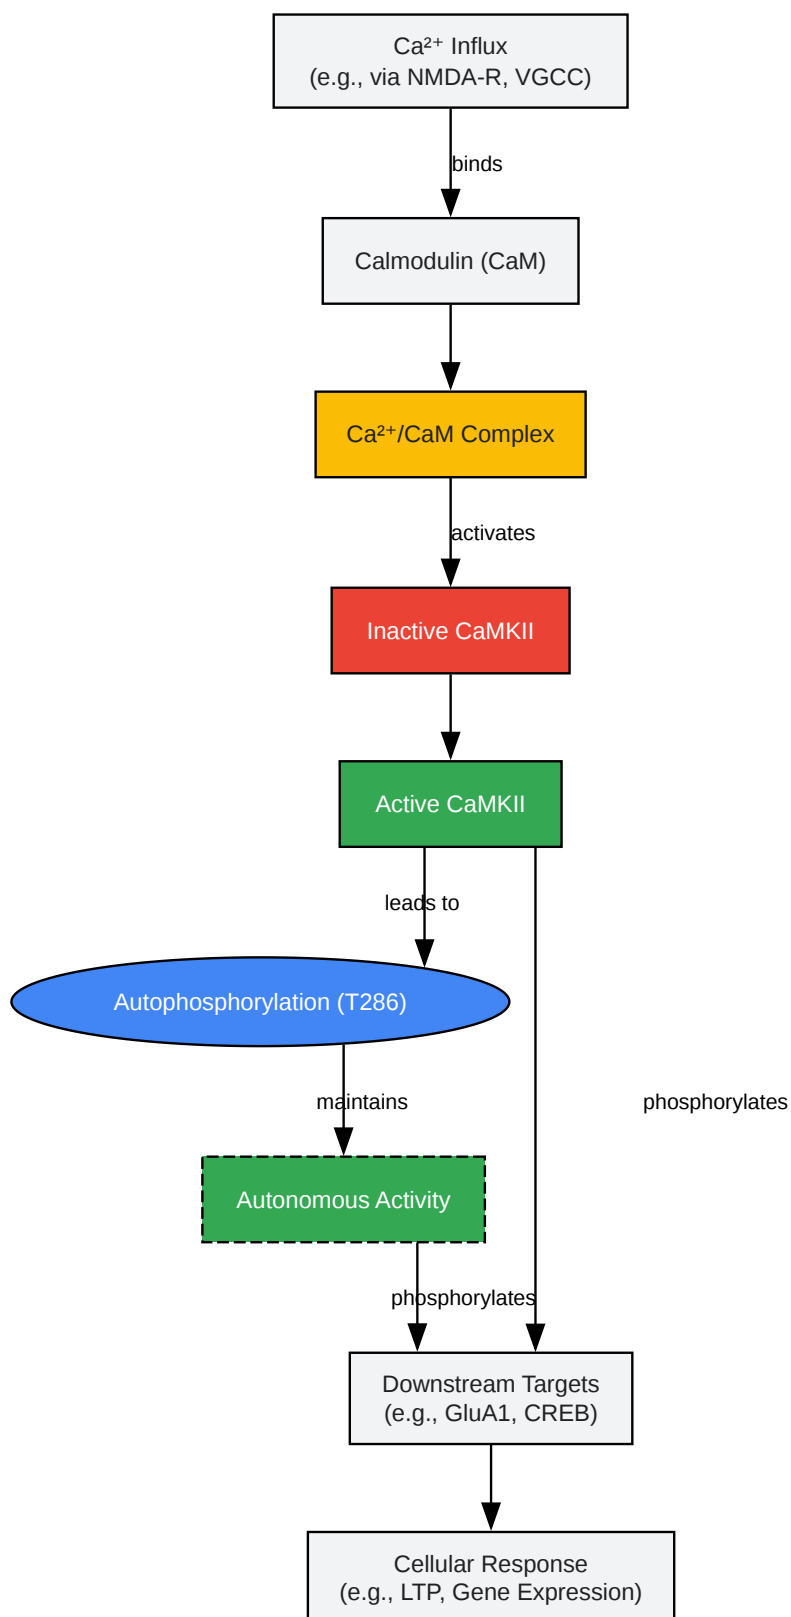 Ca²⁺ Influx
(e.g., via NMDA-R, VGCC)
binds
Calmodulin (CaM)
Ca²⁺/CaM Complex
activates
Inactive CaMKII
Active CaMKII
leads to
Autophosphorylation (T286)
maintains
phosphorylates
Autonomous Activity
phosphorylates
Downstream Targets
(e.g., GluA1, CREB)
Cellular Response
(e.g., LTP, Gene Expression)